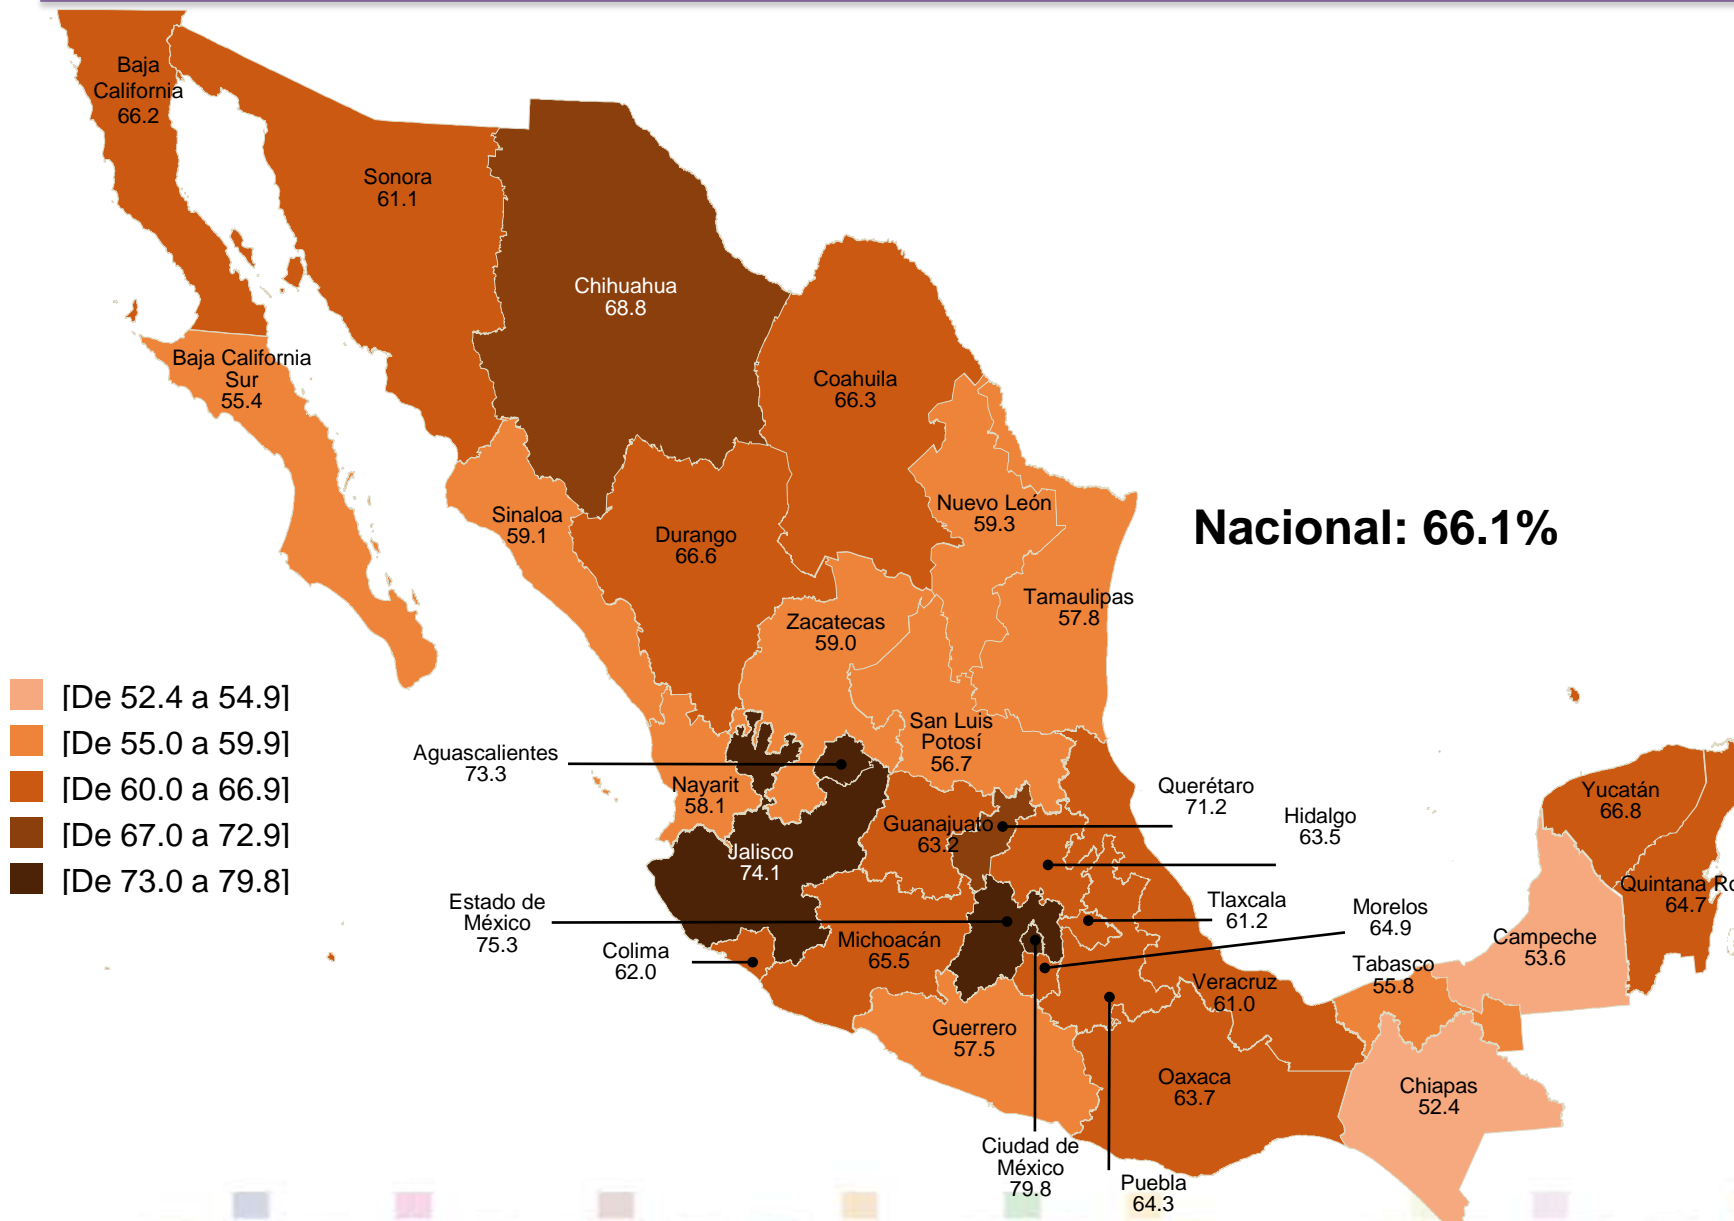 Baja
California
66.2
Sonora
61.1
Chihuahua
68.8
Baja California
Sur
55.4
Coahuila
66.3
Nuevo León
59.3
Sinaloa
59.1
Durango
66.6
Nacional: 66.1%
Tamaulipas
57.8
Zacatecas
59.0
[De 52.4 a 54.9]
[De 55.0 a 59.9]
[De 60.0 a 66.9]
[De 67.0 a 72.9]
[De 73.0 a 79.8]
San Luis
Potosí
56.7
Aguascalientes
73.3
Nayarit
58.1
Querétaro
71.2
Hidalgo
63.5
Yucatán
66.8
Guanajuato
63.2
Jalisco
74.1
Quintana Ro
64.7
Estado de
México
75.3
Tlaxcala
61.2
Morelos
64.9
Colima
62.0
Michoacán
65.5
Campeche
53.6
Tabasco
55.8
Veracruz
61.0
Guerrero
57.5
Oaxaca
63.7
Chiapas
52.4
Ciudad de
México
79.8
Puebla
64.3